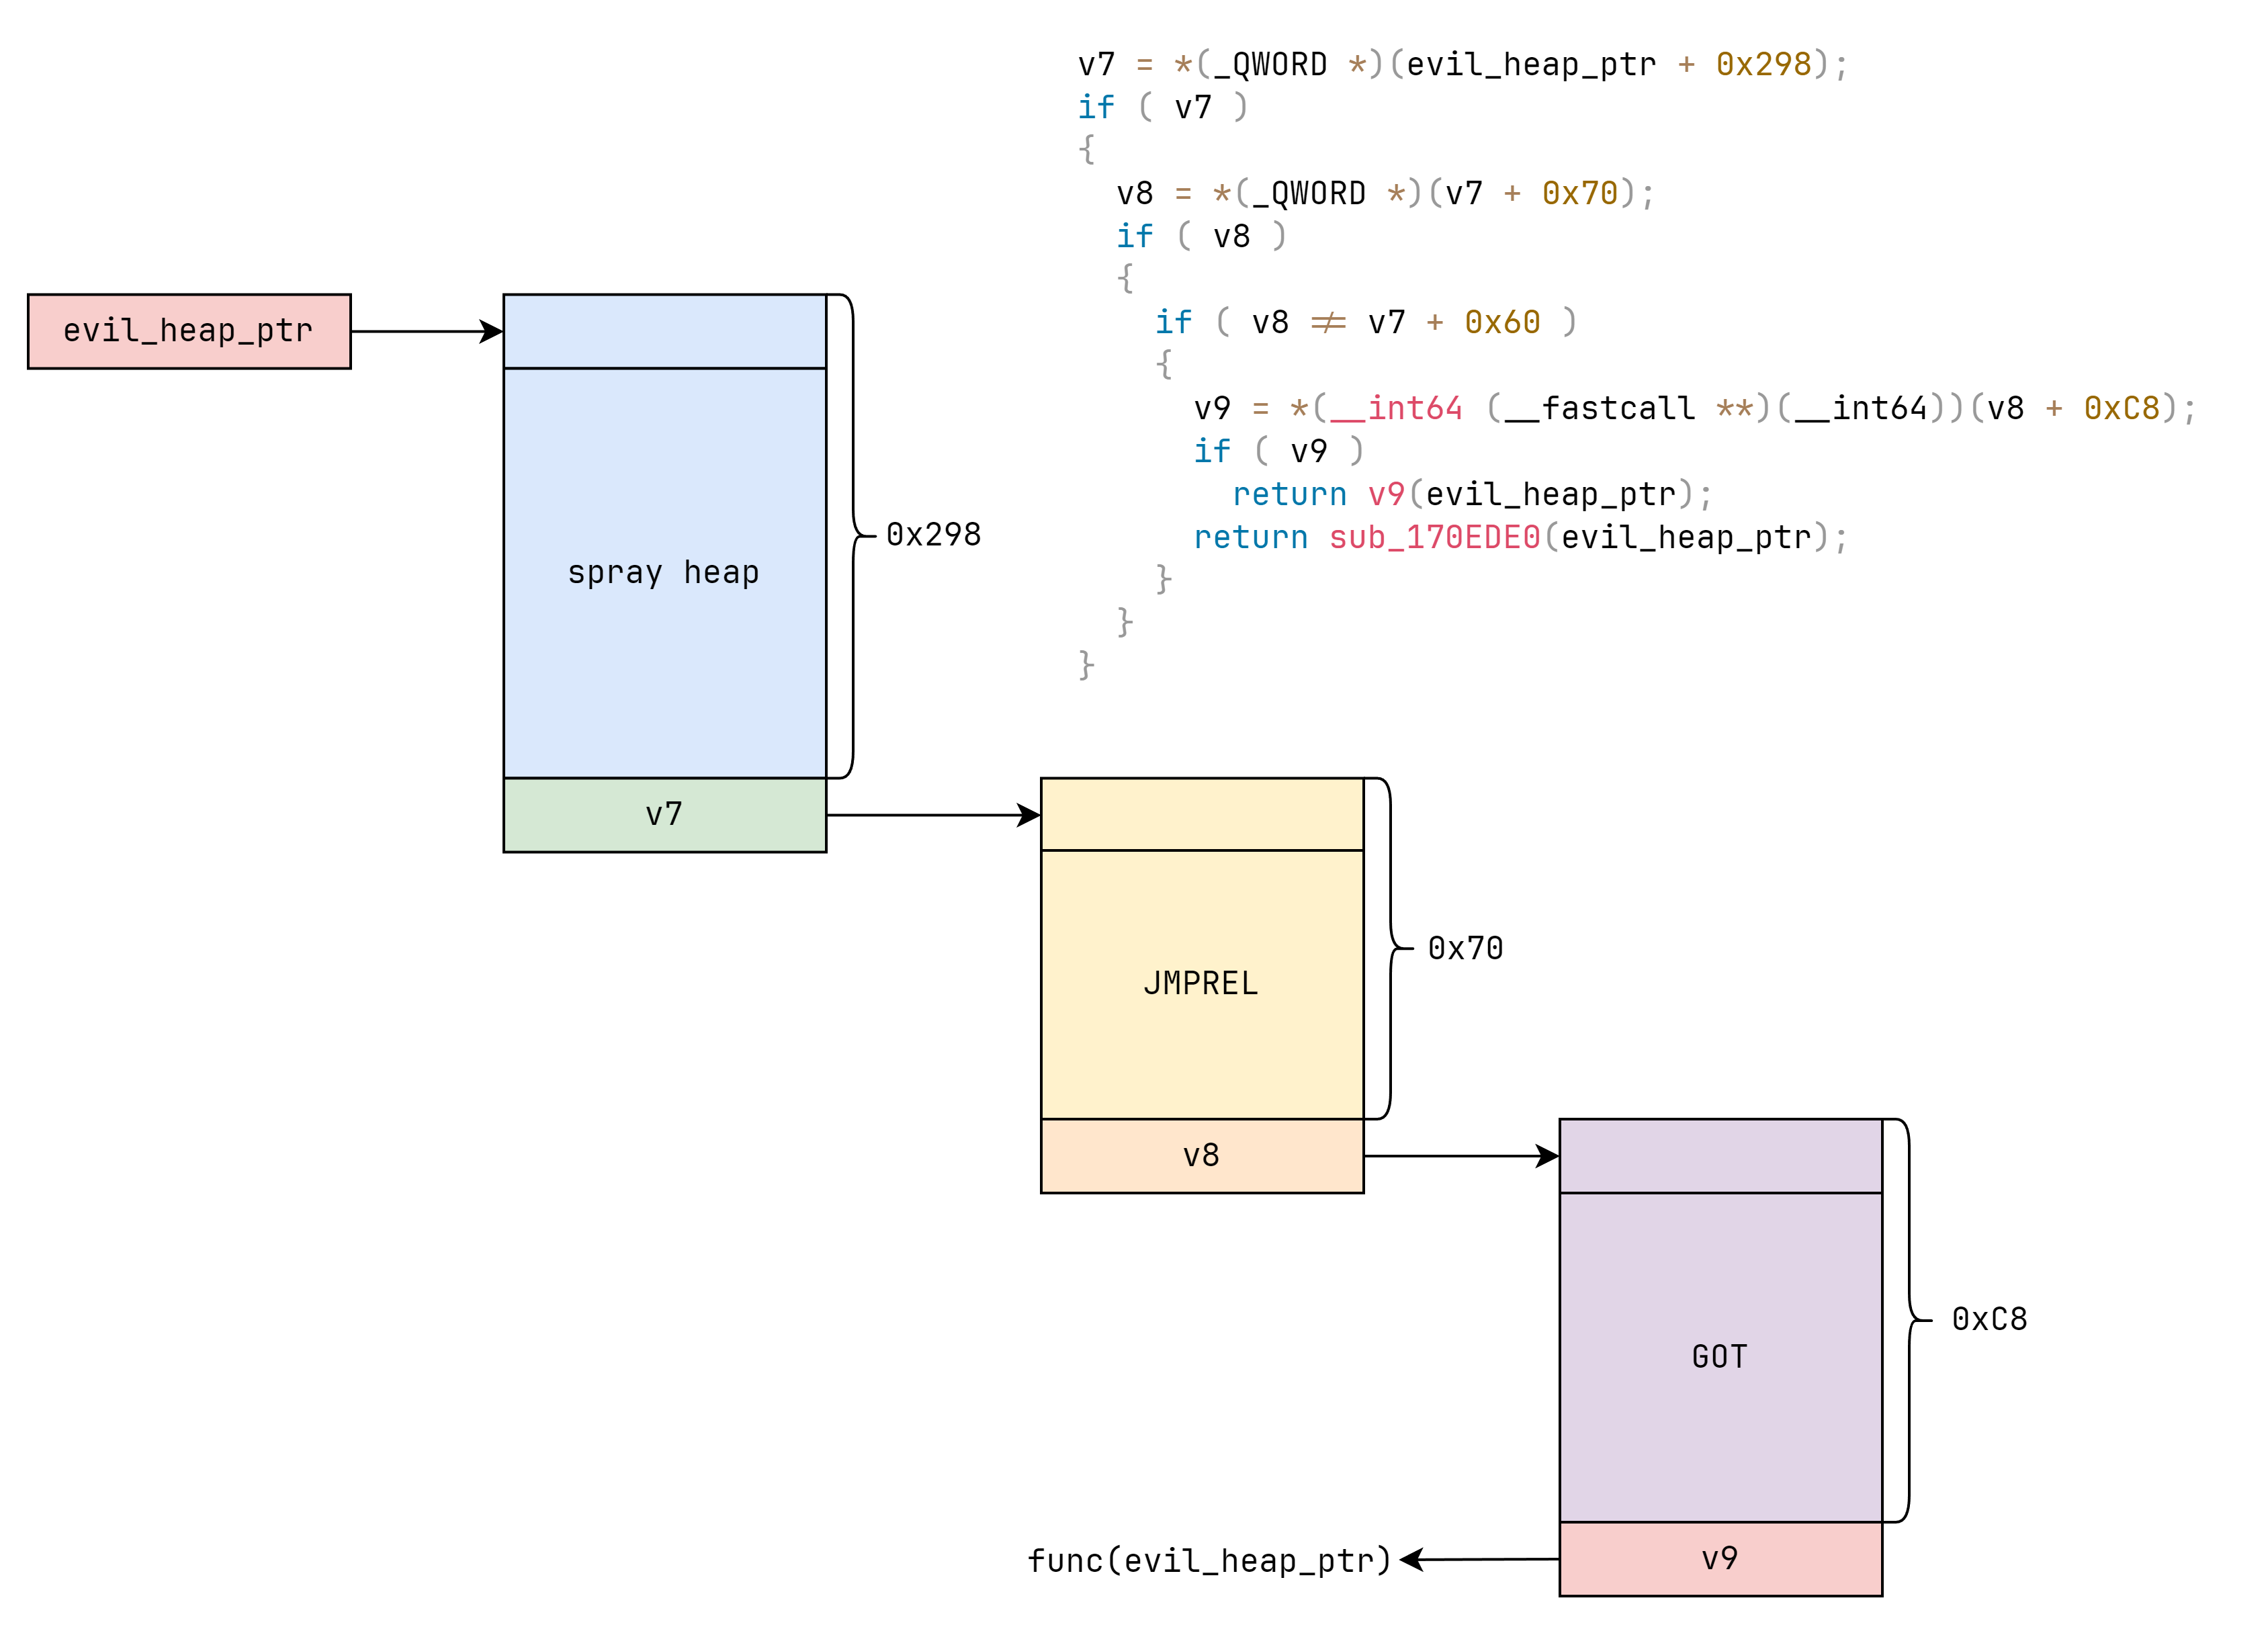 v7 = *(_QWORD *)(evil_heap_ptr + 0x298);
if ( v7 )
{
v8 = *(_QWORD *)(v7 + 0x70);
if ( v8 )
{
if ( v8 ≠ v7 + 0x60 )
{
v9 = *(__int64 (__fastcall **)(__int64))(v8 + 0xC8);
if ( v9 )
return v9(evil_heap_ptr);
return sub_170EDE0(evil_heap_ptr);
}
}
}
evil_heap_ptr
spray heap
0x298
v7
JMPREL
0x70
v8
GOT
0xC8
v9
func(evil_heap_ptr)